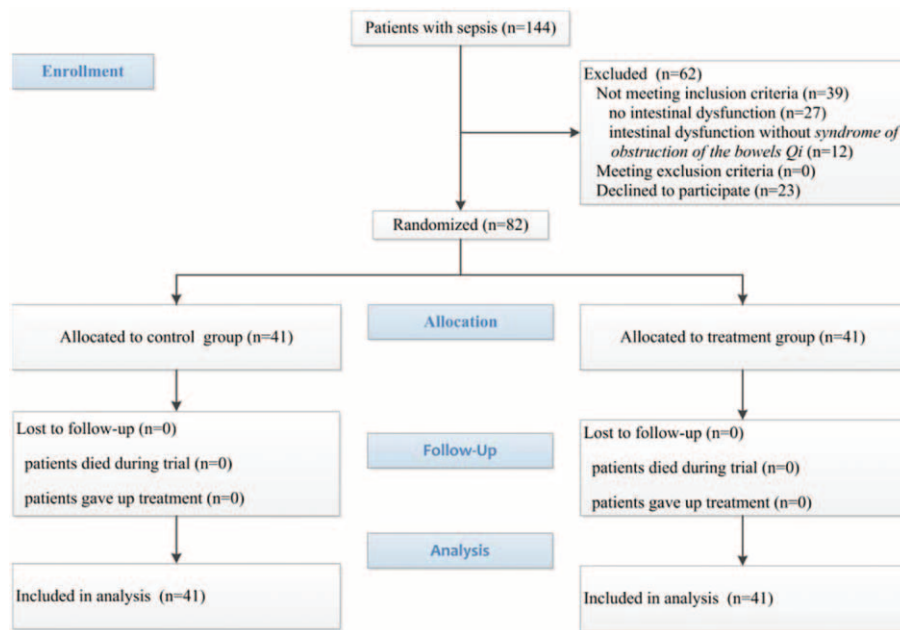 Patients with sepsis (n=144)
Enrollment
Excluded (n=62)
Not meeting inclusion criteria (n=39)
no intestinal dysfunction (n=27)
intestinal dysfunction without syndrome of
obstruction of the bowels Qi (n=12)
Meeting exclusion criteria (n=0)
Declined to participate (n=23)
Randomized (n=82)
Allocated to control group (n=41)
Allocation
Allocated to treatment group (n=41)
Lost to follow-up (n=0)
patients died during trial (n=0)
patients gave up treatment (n=0)
Follow-Up
Lost to follow-up (n=0)
patients died during trial (n=0)
patients gave up treatment (n=0)
Analysis
Included in analysis (n=41)
Included in analysis (n=41)